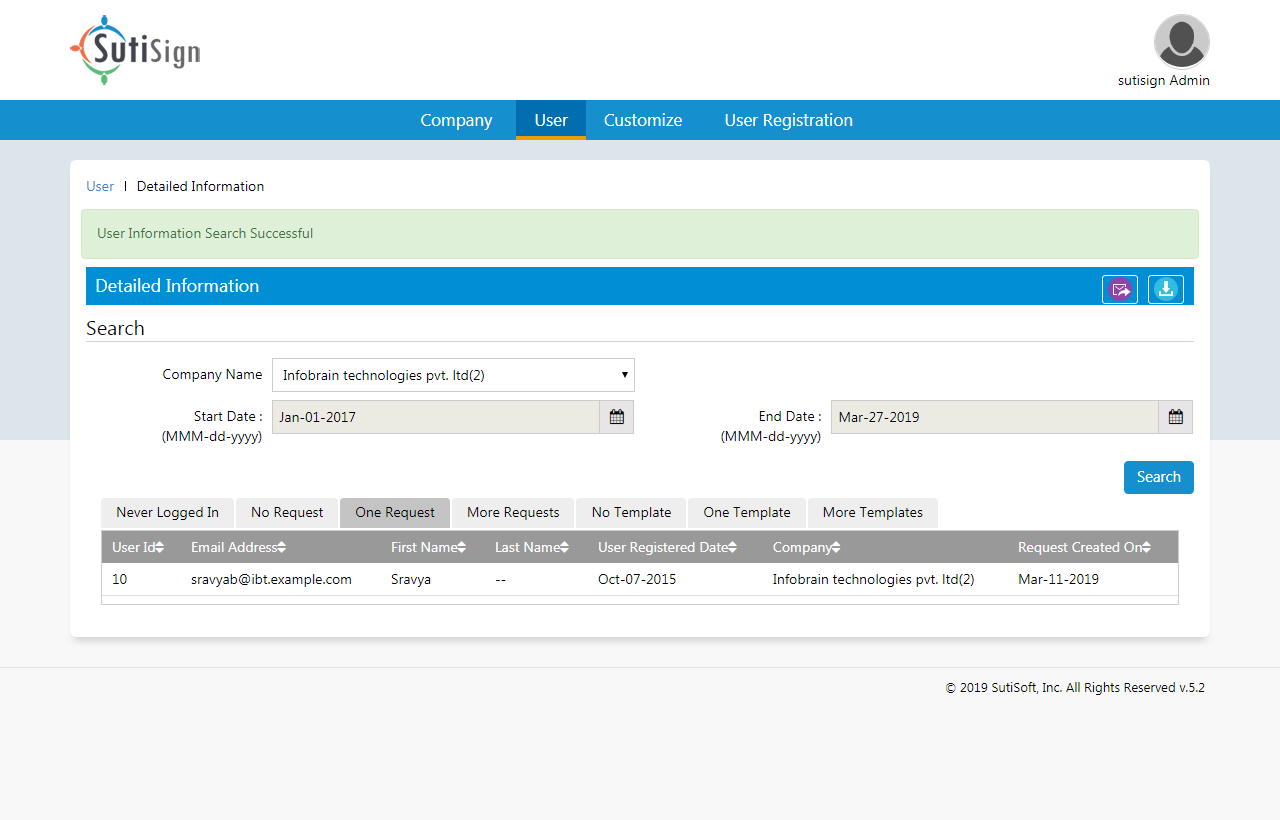 SutiSign
sutisign Admin
Company User Customize User Registration
User I Detailed Information
User Information Search Successful
Detailed Information
Search
Company Name Infobrain technologies pvt. ltd(2)
Start Date : Jan-01-2017 End Date : Mar-27-2019
(MMM-dd-yyyy) (MMM-dd-yyyy)
Search
Never Logged In No Request One Request More Requests No Template One Template More Templates
User Id Email Address First Name Last Name User Registered Date Company Request Created On
10 sravyab@ibt.example.com Sravya -- Oct-07-2015 Infobrain technologies pvt. ltd(2) Mar-11-2019
© 2019 SutiSoft, Inc. All Rights Reserved v.5.2